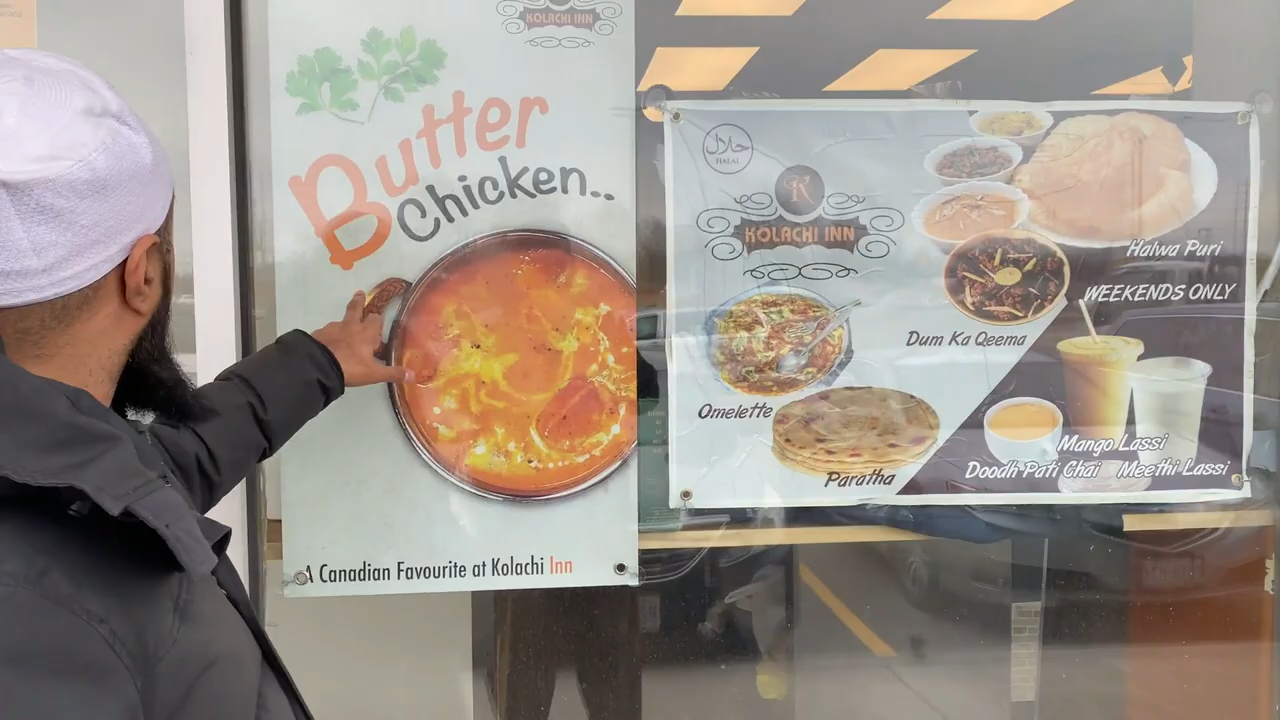 KOLACHI INN
Butter
Chicken..
A Canadian Favourite at Kolachi Inn
حلال
HALAL
K
KOLACHI INN
Halwa Puri
WEEKENDS ONLY
Dum Ka Qeema
Omelette
Paratha
Mango Lassi
Doodh Pati Chai
Meethi Lassi